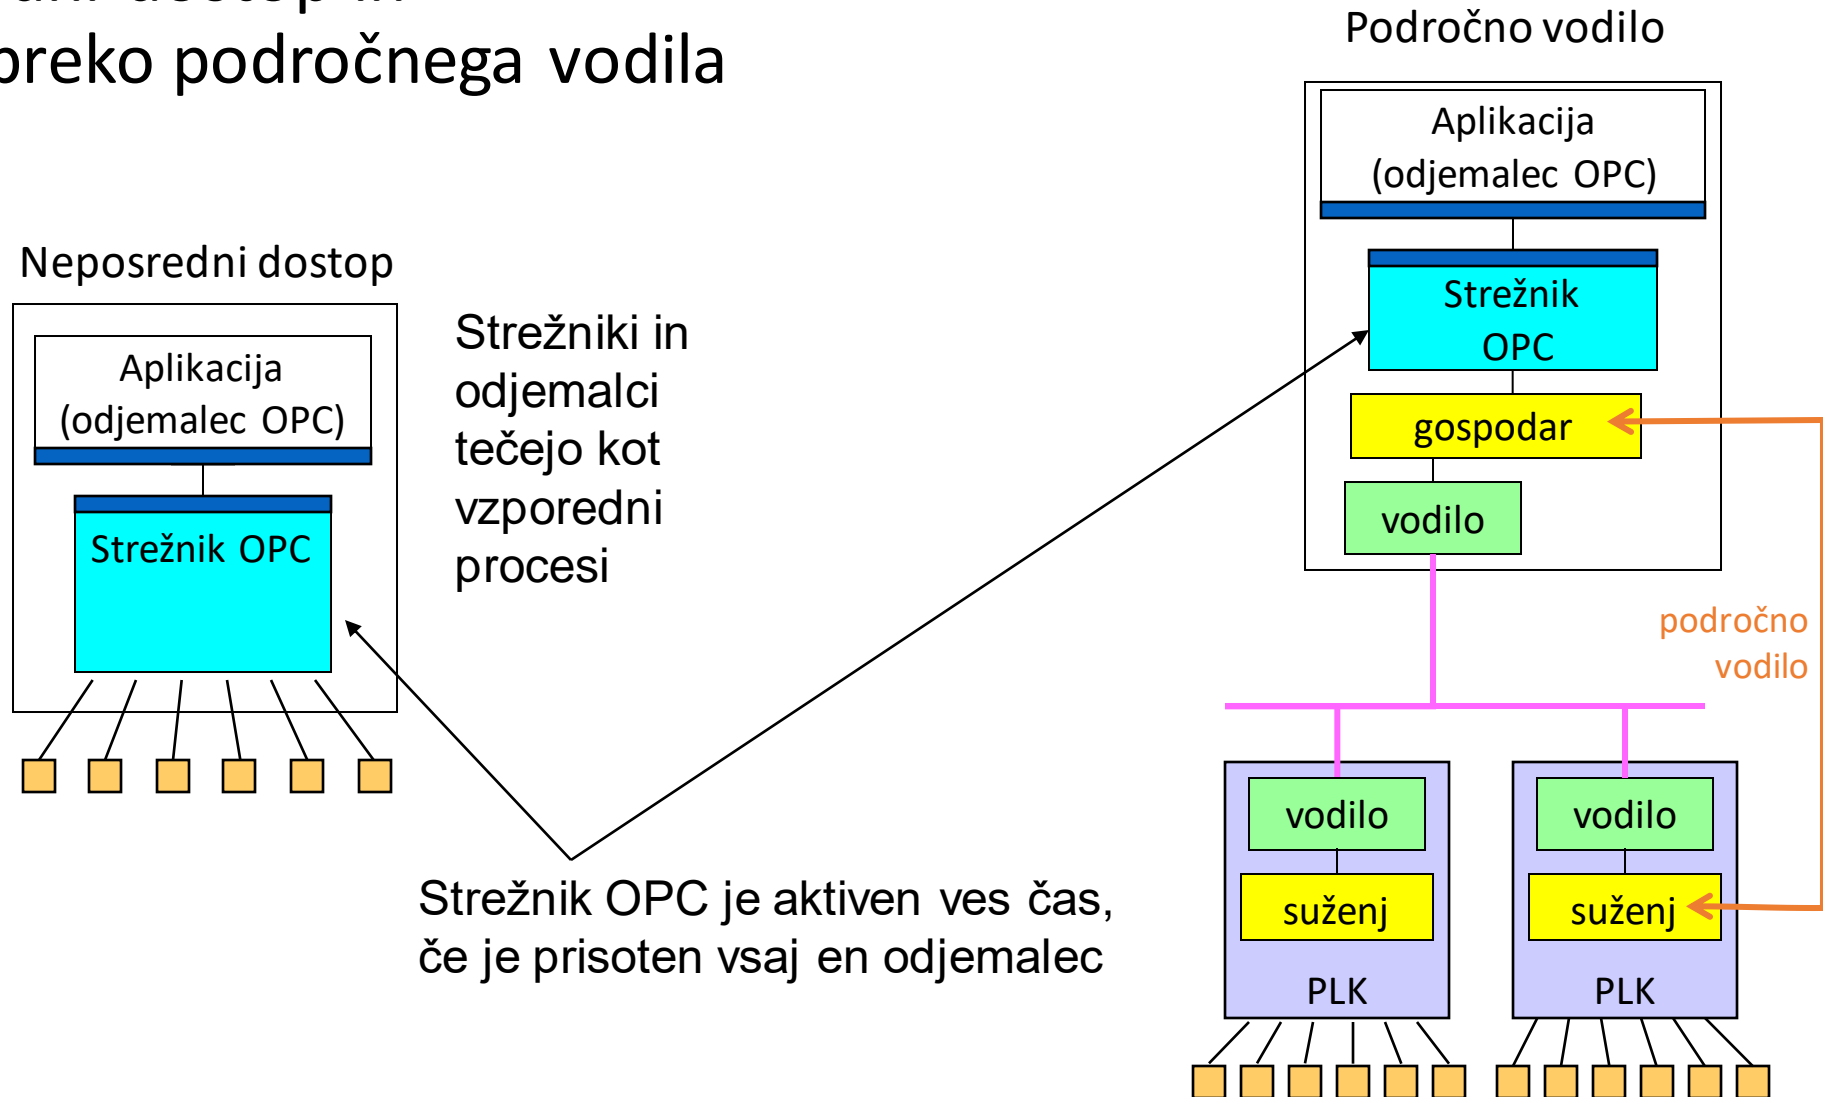 preko področnega vodila
Področno vodilo
Aplikacija
(odjemalec OPC)
Strežnik
OPC
gospodar
vodilo
Neposredni dostop
Aplikacija
(odjemalec OPC)
Strežnik OPC
Strežniki in
odjemalci
tečejo kot
vzporedni
procesi
področno
vodilo
Strežnik OPC je aktiven ves čas,
če je prisoten vsaj en odjemalec
vodilo
suženj
PLK
vodilo
suženj
PLK